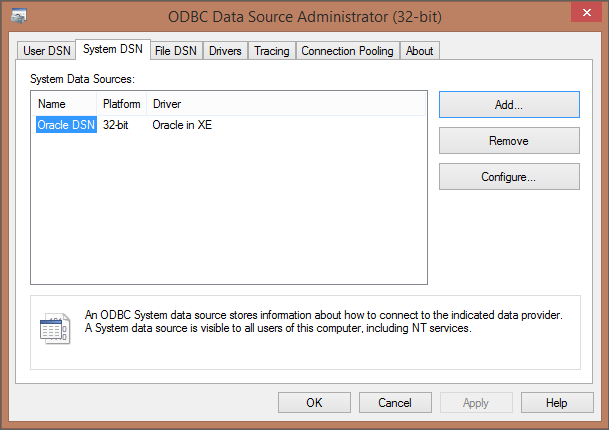 ODBC Data Source Administrator (32-bit)
User DSN System DSN File DSN Drivers Tracing Connection Pooling About
System Data Sources:
Name Platform Driver
Oracle DSN 32-bit Oracle in XE
Add...
Remove
Configure...
An ODBC System data source stores information about how to connect to the indicated data provider.
A System data source is visible to all users of this computer, including NT services.
OK Cancel Apply Help